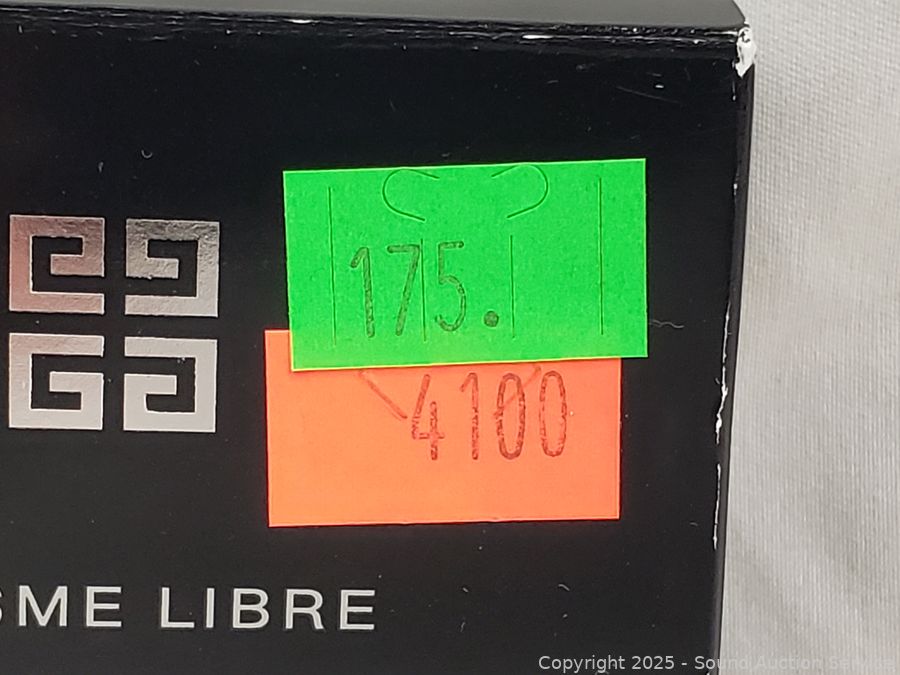 175.
4100
SME LIBRE
Copyright 2025 - Sound Auction Service